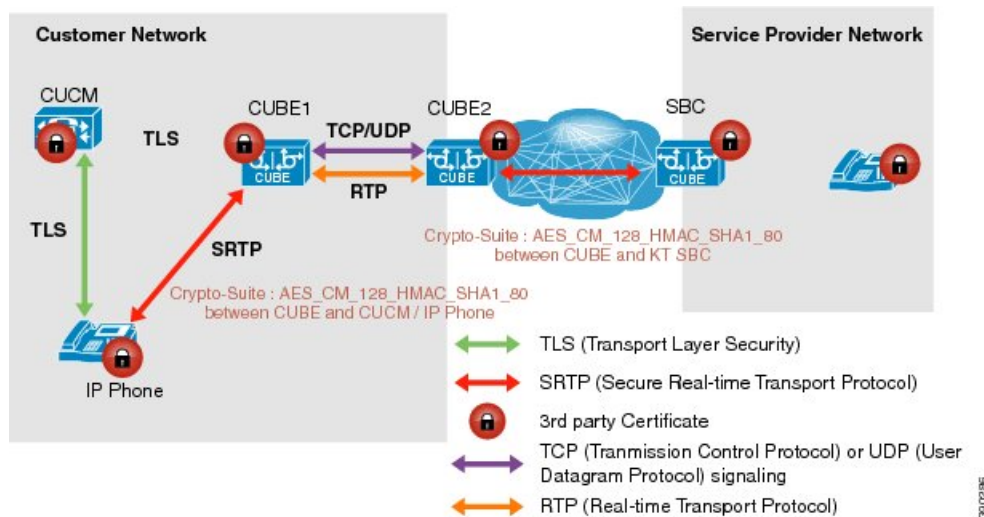 Customer Network
Service Provider Network
CUCM
TLS
CUBE1
TCP/UDP
CUBE2
SBC
CUBE
RTP
CUBE
CUBE
TLS
SRTP
Crypto-Suite : AES_CM_128_HMAC_SHA1_80
between CUBE and KT SBC
Crypto-Suite : AES_CM_128_HMAC_SHA1_80
between CUBE and CUCM / IP Phone
IP Phone
TLS (Transport Layer Security)
SRTP (Secure Real-time Transport Protocol)
3rd party Certificate
TCP (Tranmission Control Protocol) or UDP (User
Datagram Protocol) signaling
RTP (Real-time Transport Protocol)